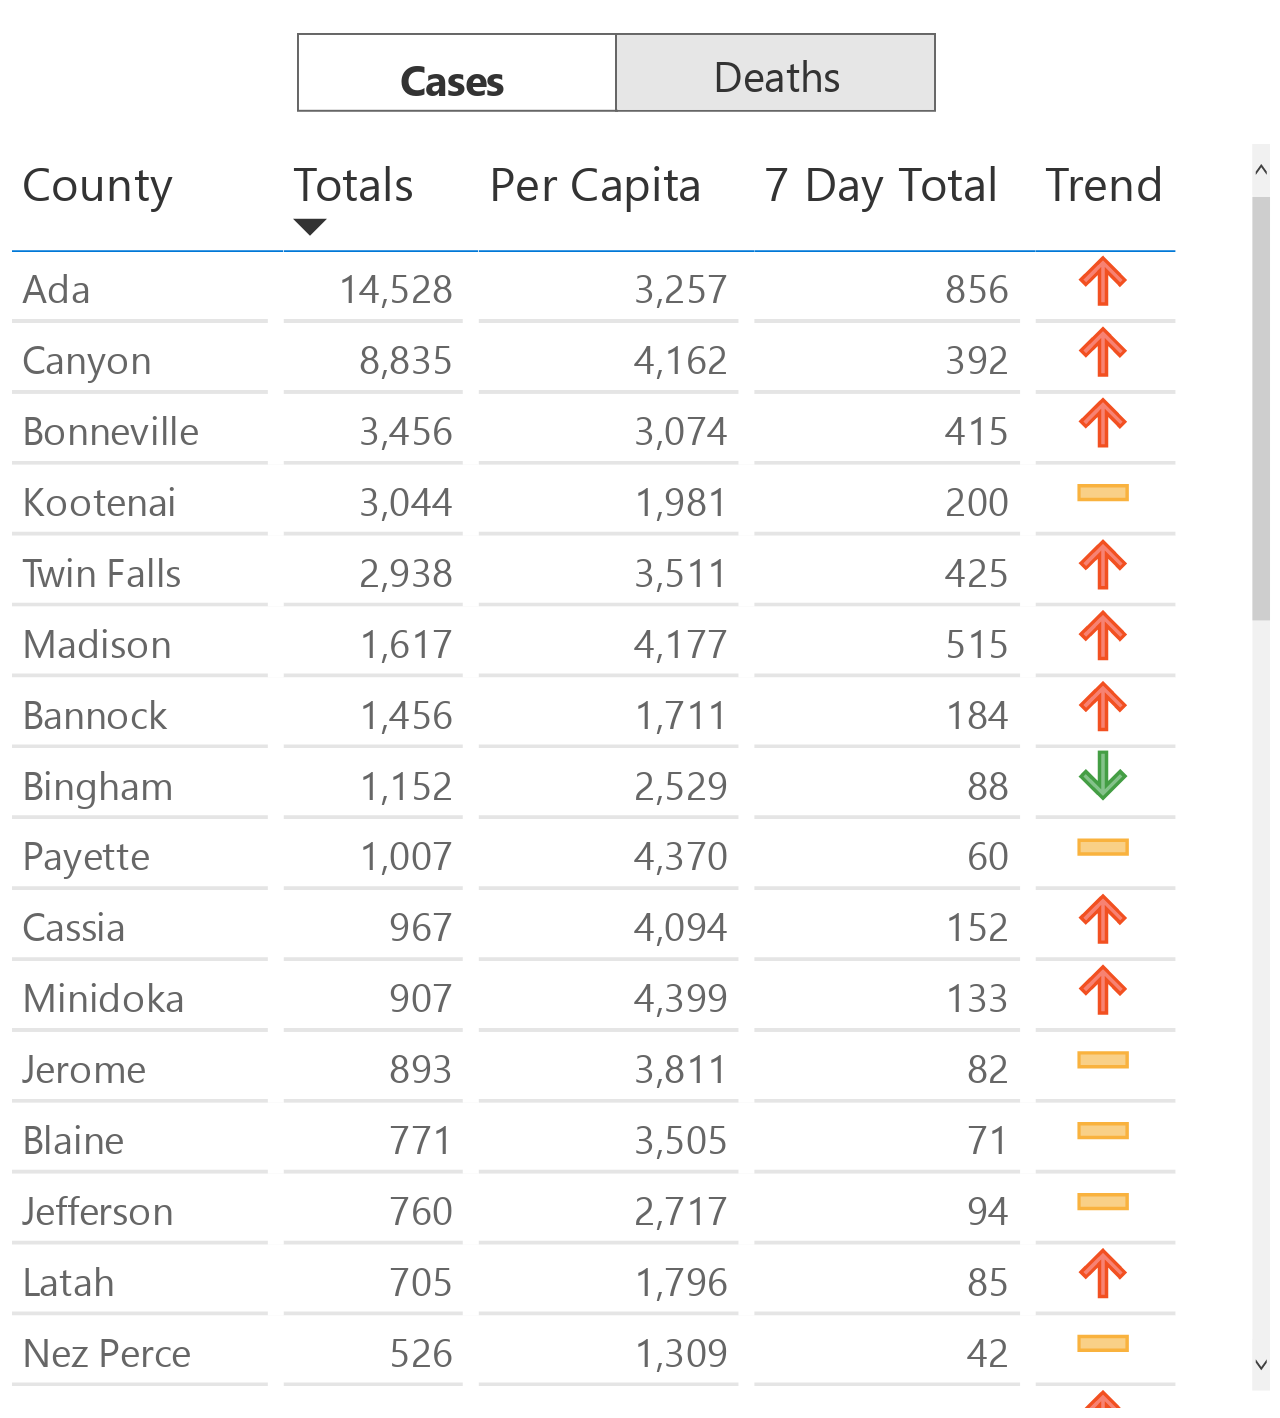 Cases Deaths
County Totals Per Capita 7 Day Total Trend
Ada 14,528 3,257 856
Canyon 8,835 4,162 392
Bonneville 3,456 3,074 415
Kootenai 3,044 1,981 200
Twin Falls 2,938 3,511 425
Madison 1,617 4,177 515
Bannock 1,456 1,711 184
Bingham 1,152 2,529 88
Payette 1,007 4,370 60
Cassia 967 4,094 152
Minidoka 907 4,399 133
Jerome 893 3,811 82
Blaine 771 3,505 71
Jefferson 760 2,717 94
Latah 705 1,796 85
Nez Perce 526 1,309 42